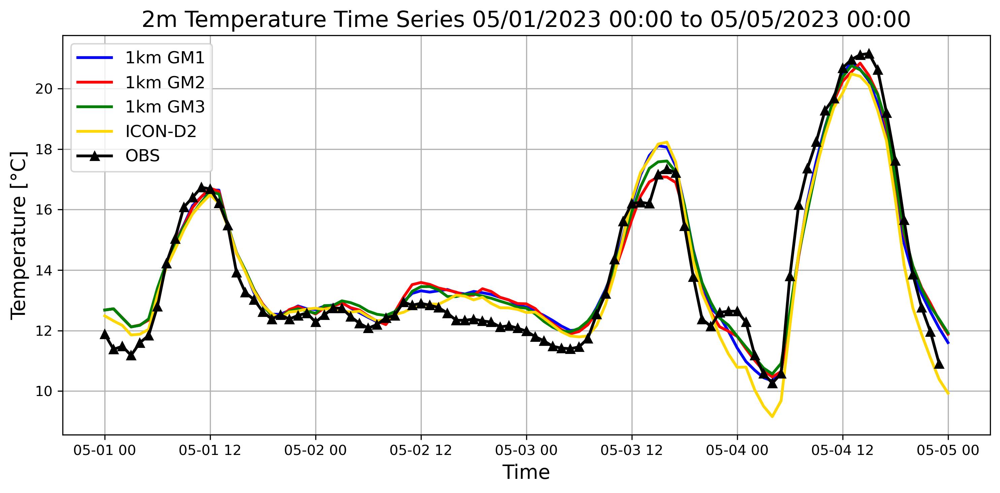 2m Temperature Time Series 05/01/2023 00:00 to 05/05/2023 00:00
1km GM1
1km GM2
1km GM3
ICON-D2
OBS
Temperature [°C]
20
18
16
14
12
10
05-01 00 05-01 12 05-02 00 05-02 12 05-03 00 05-03 12 05-04 00 05-04 12 05-05 00
Time